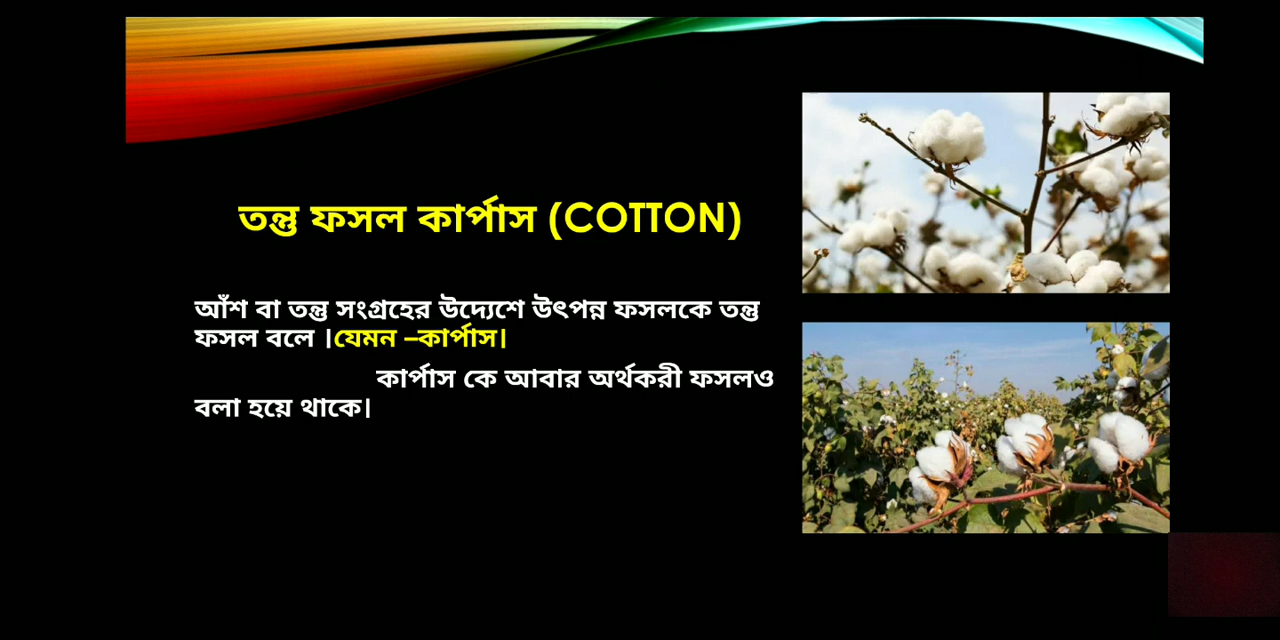 তন্তু ফসল কার্পাস (COTTON)
আঁশ বা তন্তু সংগ্রহের উদ্যেশে উৎপন্ন ফসলকে তন্তু
ফসল বলে ।যেমন –কার্পাস।
কার্পাস কে আবার অর্থকরী ফসলও
বলা হয়ে থাকে।